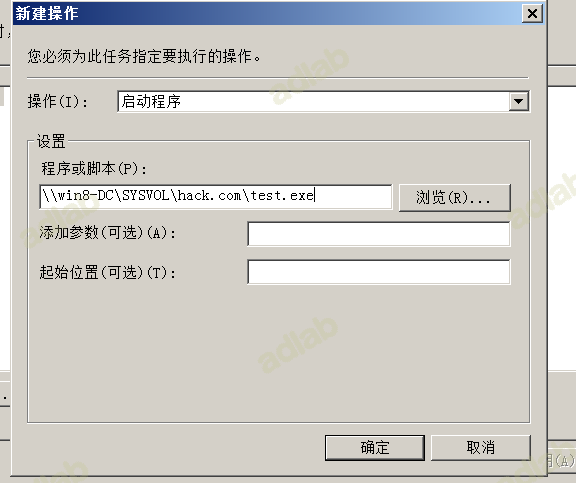 新建操作
您必须为此任务指定要执行的操作。
操作(I): 启动程序
设置
程序或脚本(P):
\\win8-DC\SYSVOL\hack.com\test.exe 浏览(R)...
添加参数(可选)(A):
起始位置(可选)(T):
确定 取消
(A)
adlab
adlab
adlab
adlab
adlab
adlab